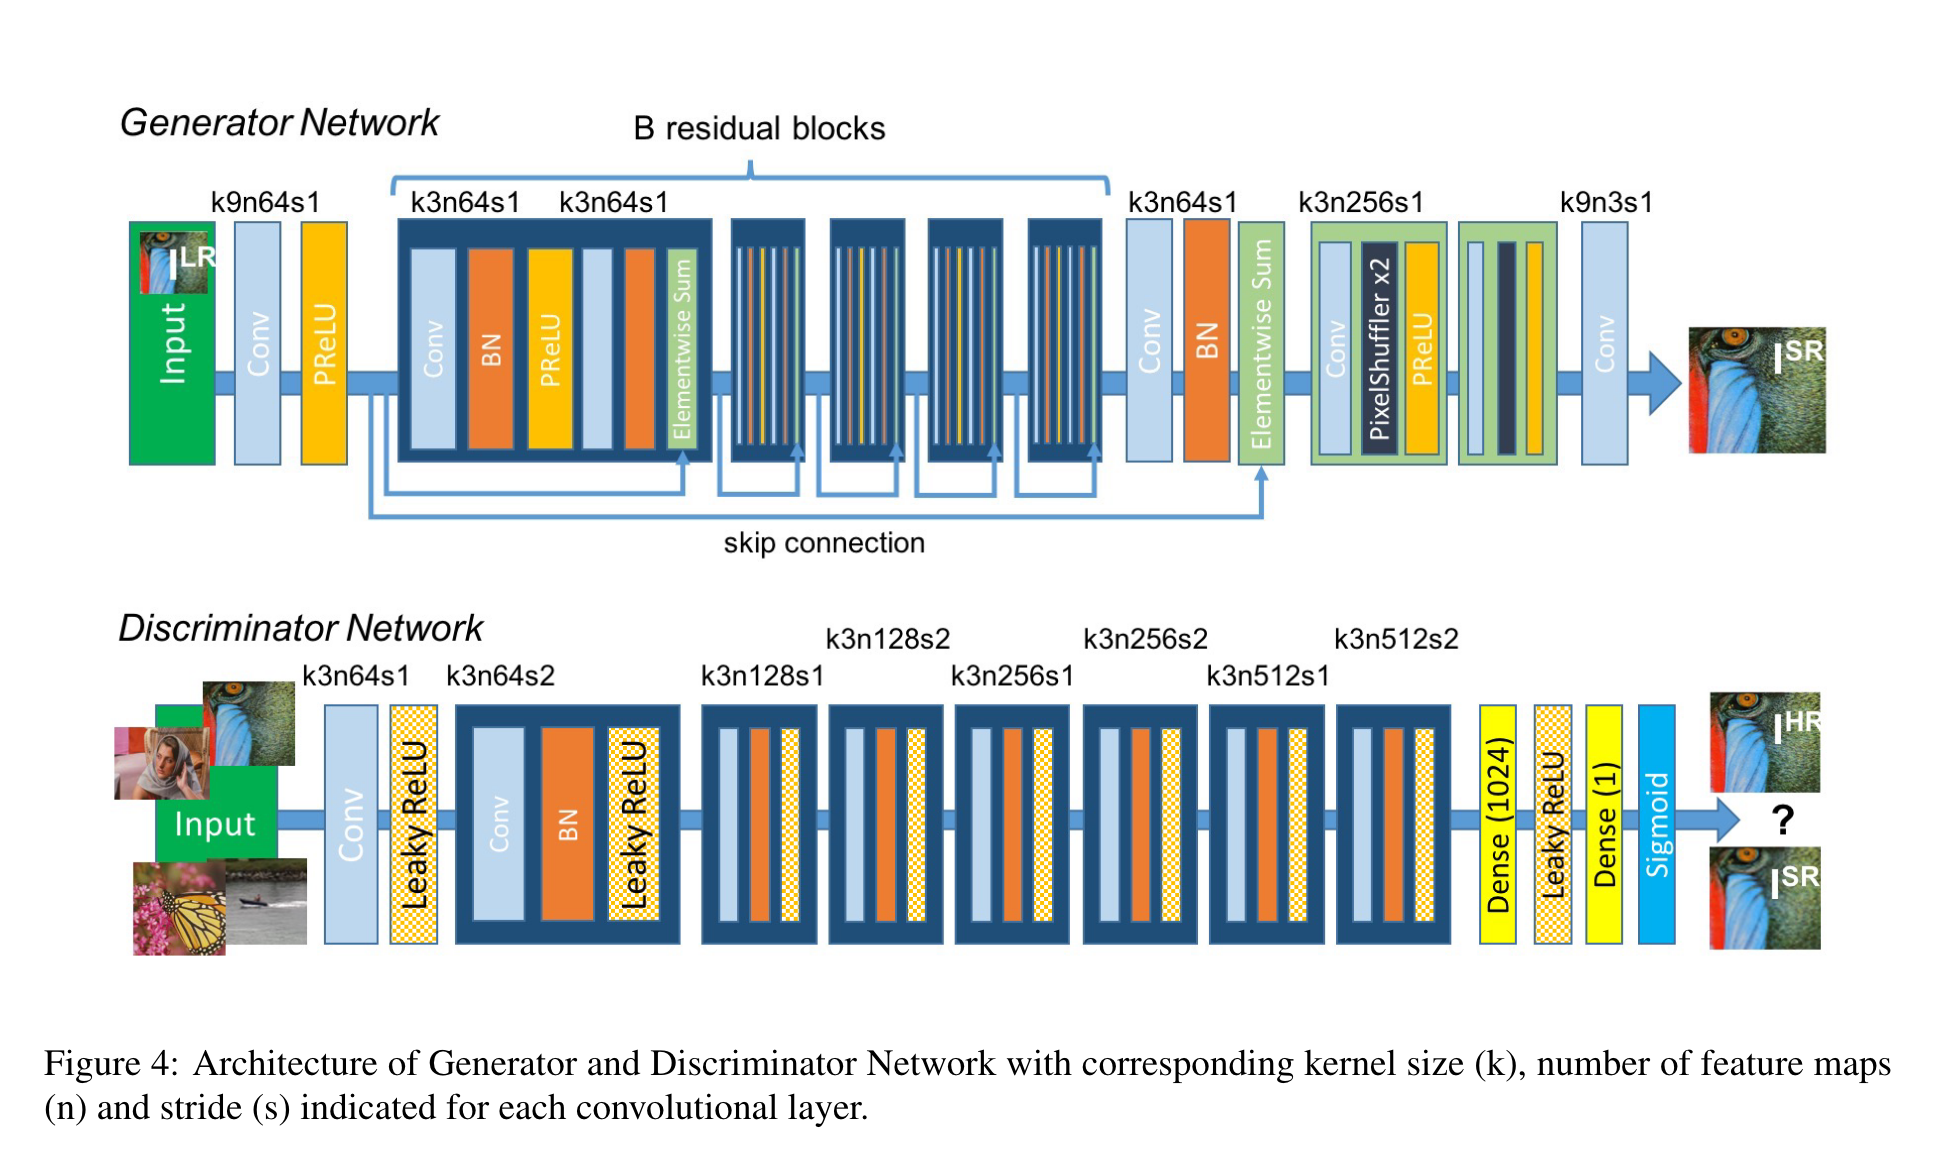 Generator Network
B residual blocks
k9n64s1 k3n64s1 k3n64s1 k3n64s1 k3n256s1 k9n3s1
I^LR
Input
Conv
PReLU
Conv
BN
PReLU
Elementwise Sum
Conv
BN
Elementwise Sum
Conv
PixelShuffler x2
PReLU
Conv
I^SR
skip connection
Discriminator Network
k3n128s2 k3n256s2 k3n512s2
k3n64s1 k3n64s2 k3n128s1 k3n256s1 k3n512s1
Input
Conv
Leaky ReLU
Conv
BN
Leaky ReLU
Dense (1024)
Leaky ReLU
Dense (1)
Sigmoid
I^HR
?
I^SR
Figure 4: Architecture of Generator and Discriminator Network with corresponding kernel size (k), number of feature maps
(n) and stride (s) indicated for each convolutional layer.